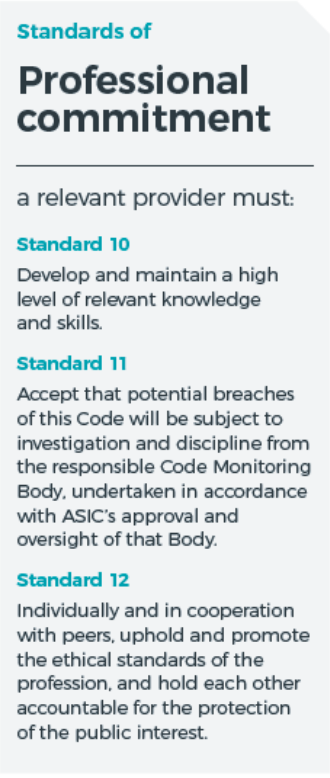 Standards of
Professional
commitment
a relevant provider must:
Standard 10
Develop and maintain a high
level of relevant knowledge
and skills.
Standard 11
Accept that potential breaches
of this Code will be subject to
investigation and discipline from
the responsible Code Monitoring
Body, undertaken in accordance
with ASIC's approval and
oversight of that Body.
Standard 12
Individually and in cooperation
with peers, uphold and promote
the ethical standards of the
profession, and hold each other
accountable for the protection
of the public interest.